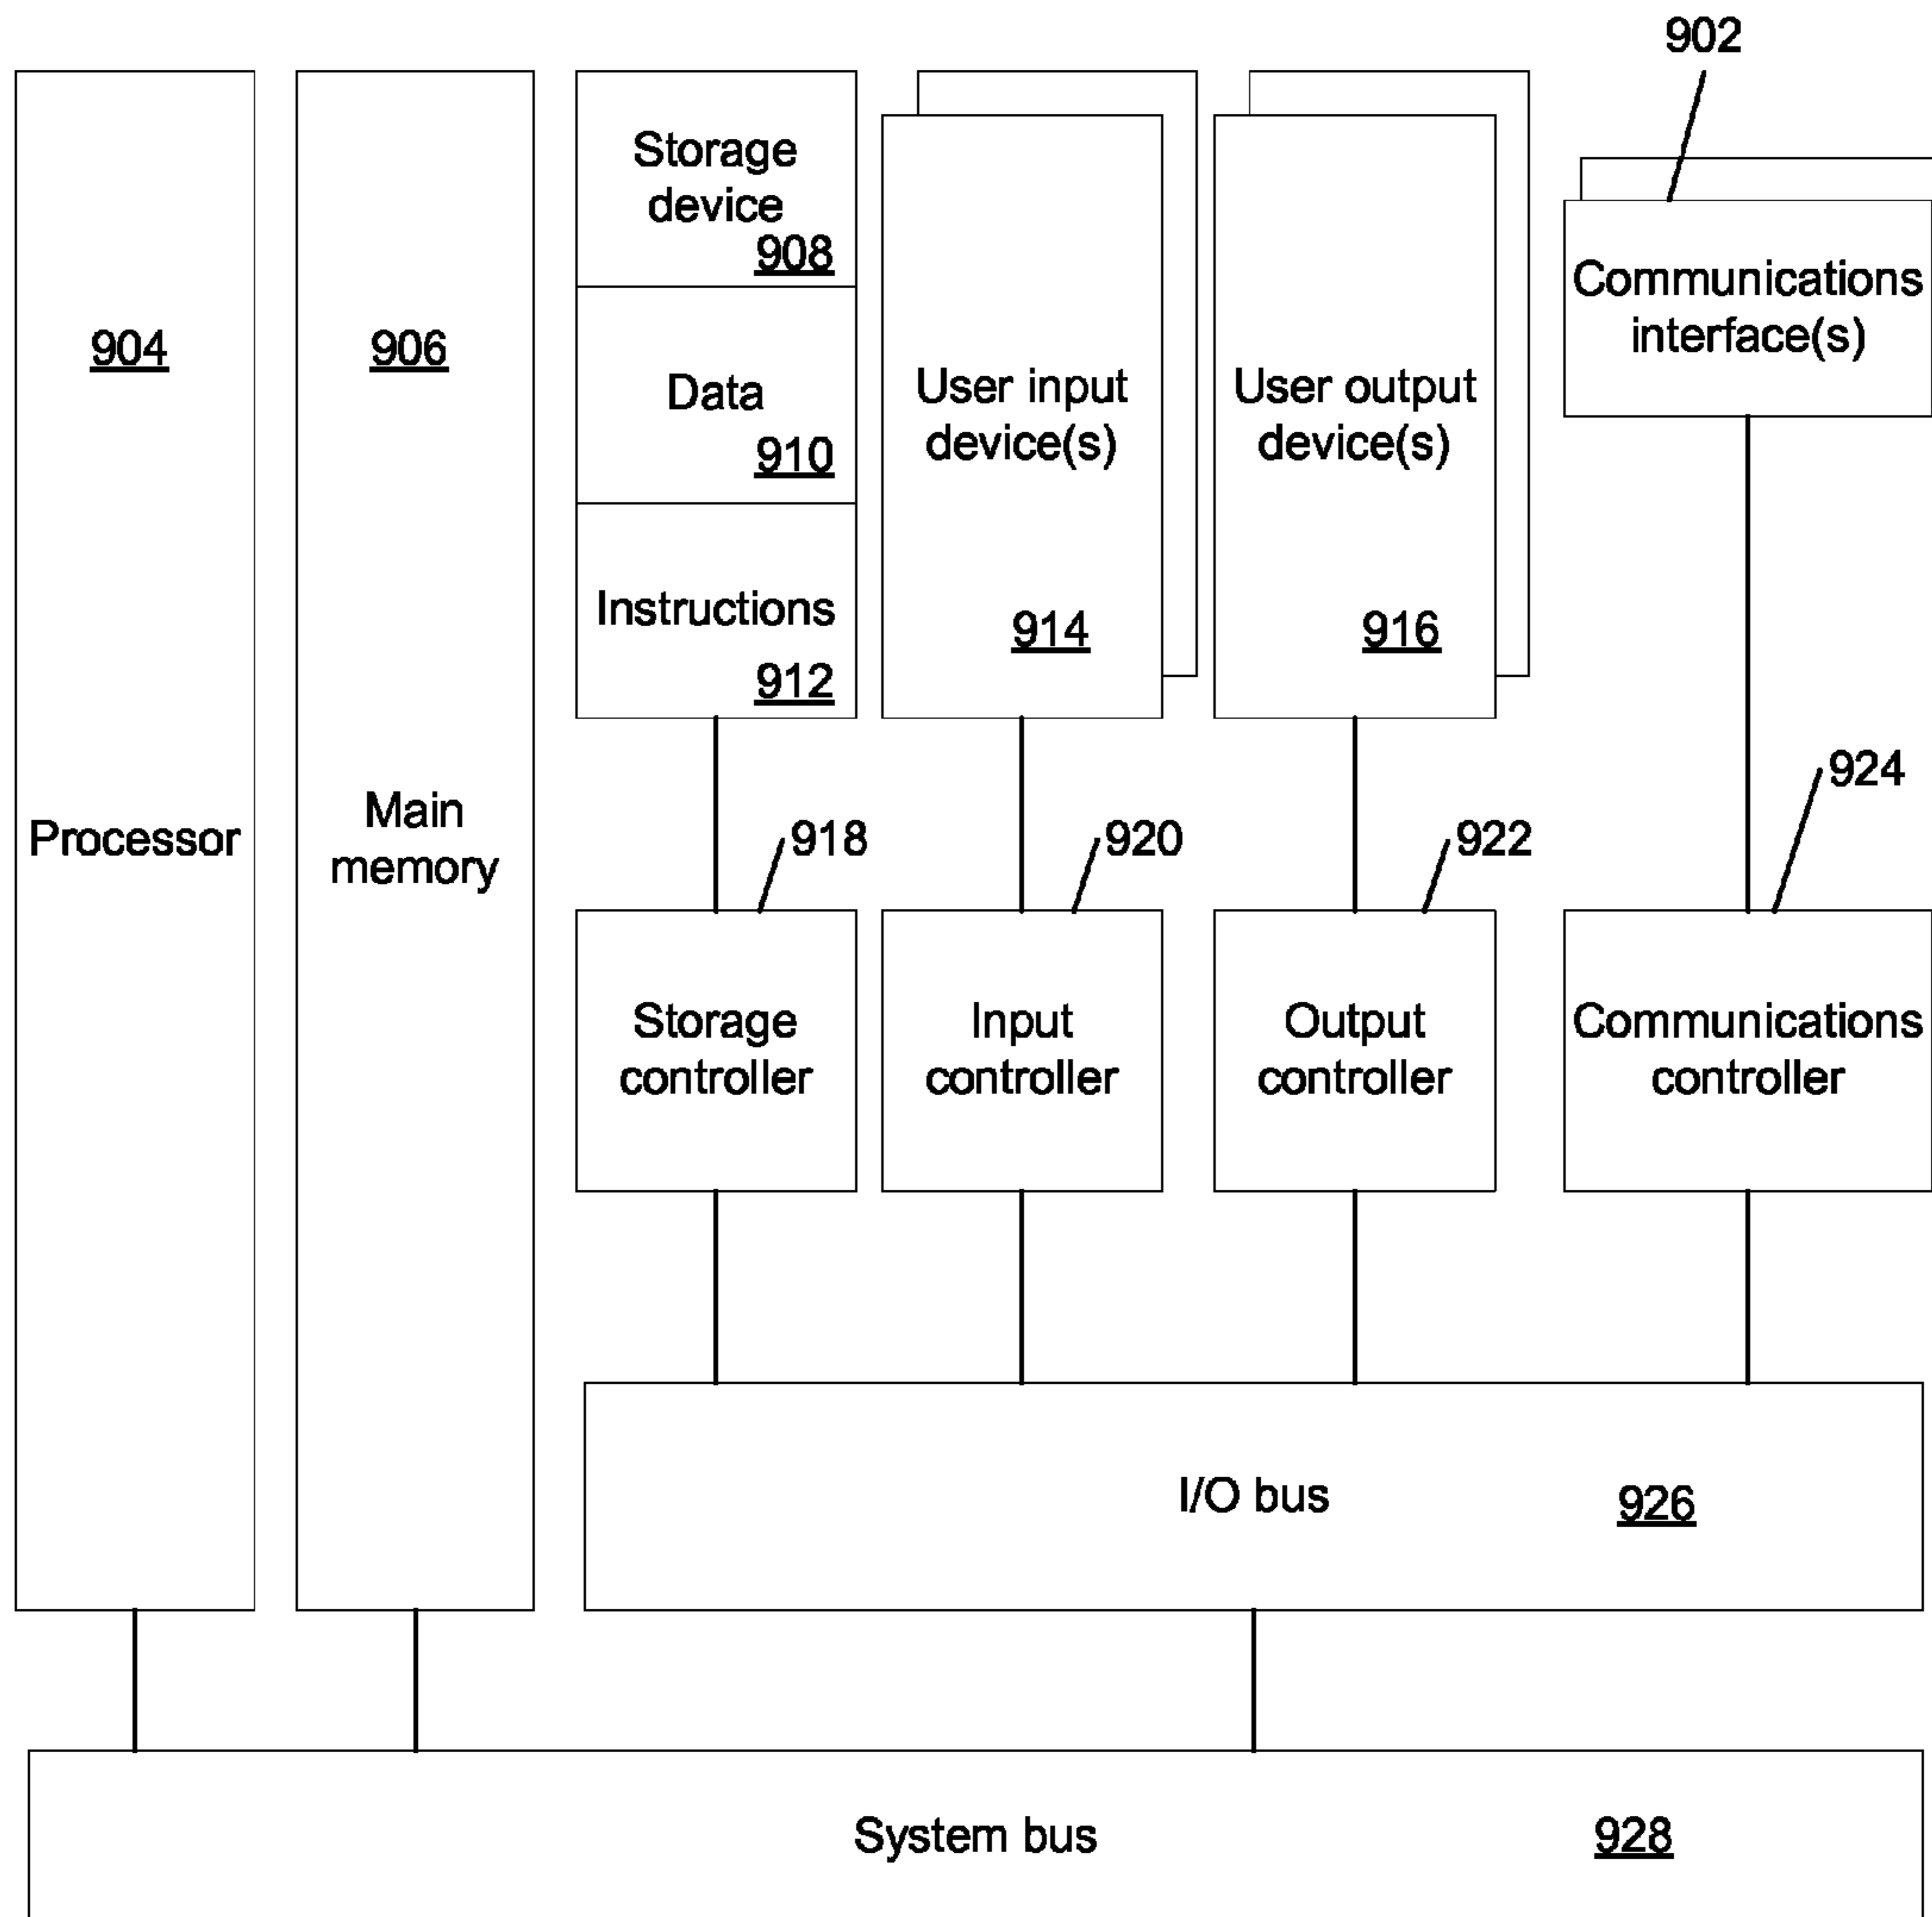 902
Storage
device
908
Communications
interface(s)
904
906
Data
910
User input
device(s)
User output
device(s)
Instructions
912
914
916
924
Processor
Main
memory
918
920
922
Storage
controller
Input
controller
Output
controller
Communications
controller
I/O bus
926
System bus
928